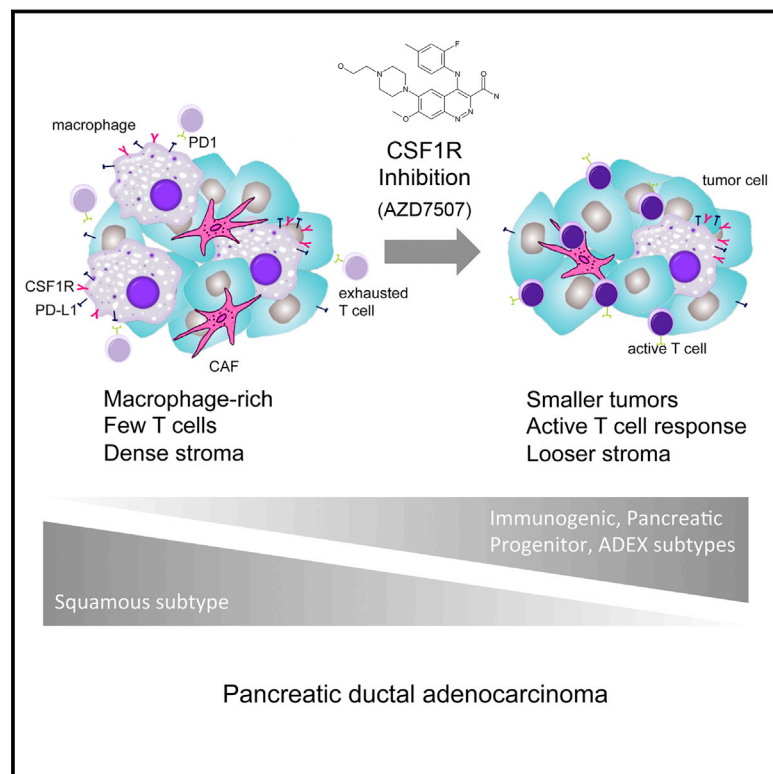 macrophage
PD1
CSF1R
PD-L1
CAF
exhausted
T cell
F
N
O
N
N
O
N
O
N
N
CSF1R
Inhibition
(AZD7507)
tumor cell
active T cell
Macrophage-rich
Few T cells
Dense stroma
Smaller tumors
Active T cell response
Looser stroma
Immunogenic, Pancreatic
Progenitor, ADEX subtypes
Squamous subtype
Pancreatic ductal adenocarcinoma